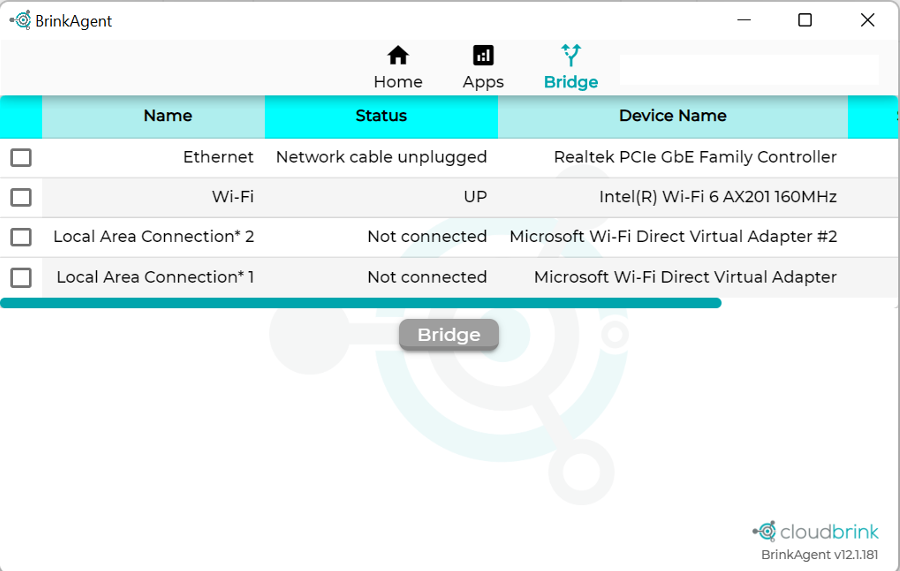 BrinkAgent
Home Apps Bridge
Name Status Device Name
Ethernet Network cable unplugged Realtek PCIe GbE Family Controller
Wi-Fi UP Intel(R) Wi-Fi 6 AX201 160MHz
Local Area Connection* 2 Not connected Microsoft Wi-Fi Direct Virtual Adapter #2
Local Area Connection* 1 Not connected Microsoft Wi-Fi Direct Virtual Adapter
Bridge
cloudbrink
BrinkAgent v12.1.181